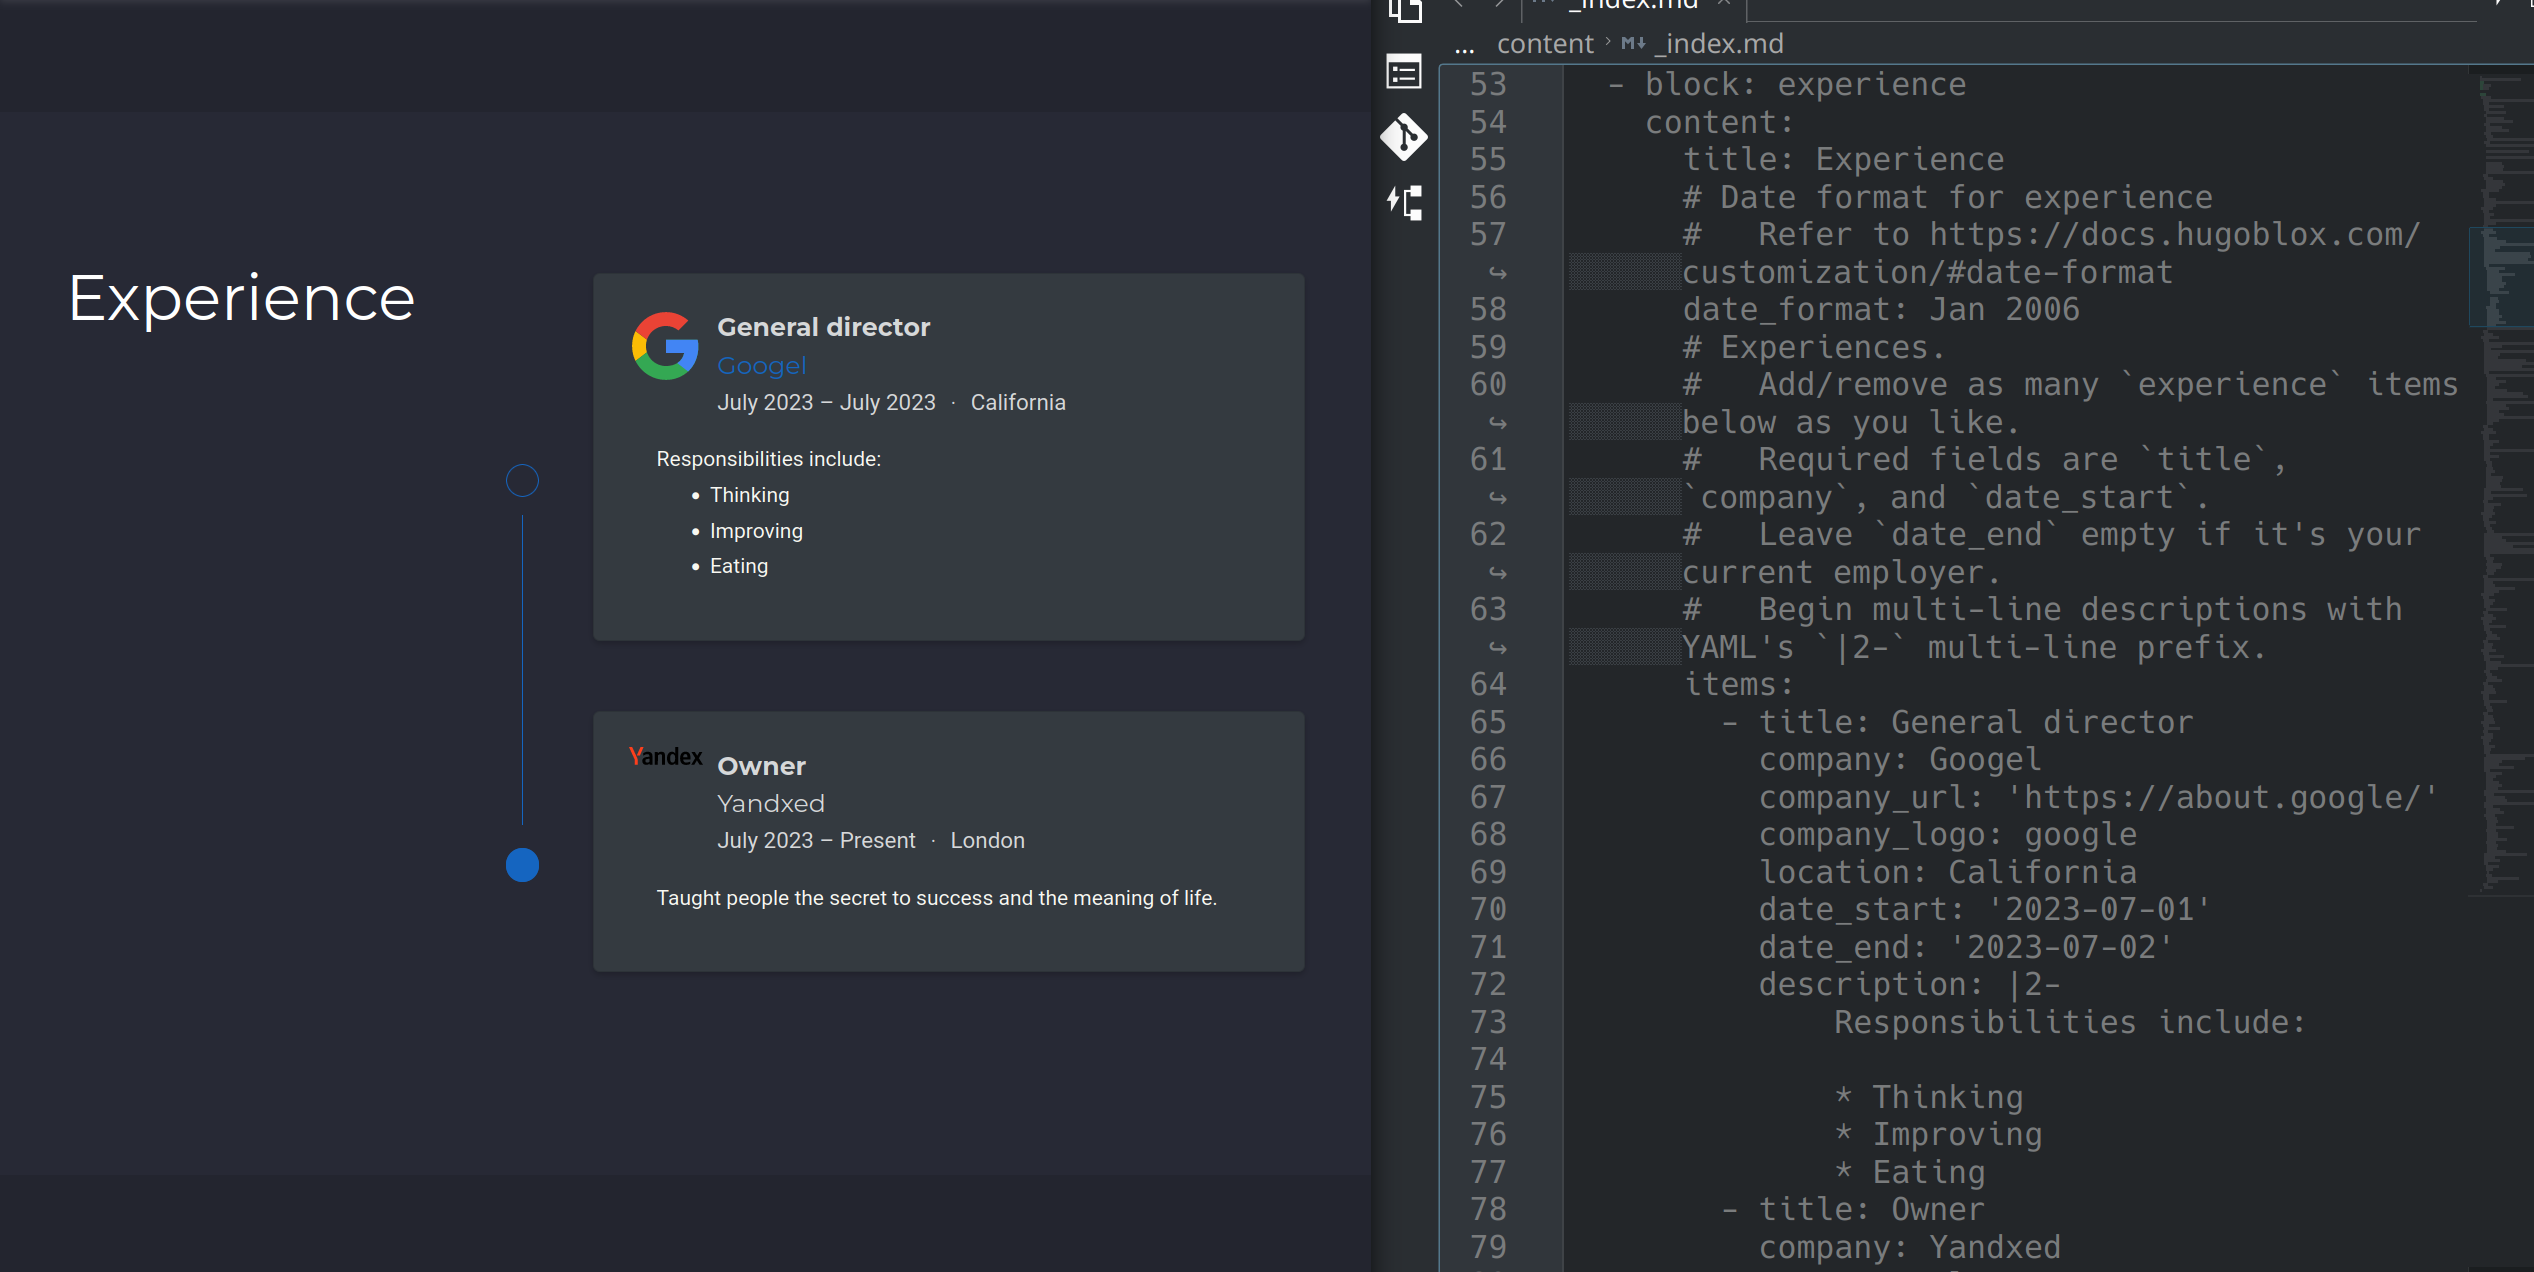 Experience
General director
Googel
July 2023 – July 2023 · California
Responsibilities include:
• Thinking
• Improving
• Eating
Yandex
Owner
Yandxed
July 2023 – Present · London
Taught people the secret to success and the meaning of life.
_index.md
... content › M↓ _index.md
53 - block: experience
54 content:
55 title: Experience
56 # Date format for experience
57 #   Refer to https://docs.hugoblox.com/
customization/#date-format
58 date_format: Jan 2006
59 # Experiences.
60 #   Add/remove as many `experience` items
below as you like.
61 #   Required fields are `title`,
`company`, and `date_start`.
62 #   Leave `date_end` empty if it's your
current employer.
63 #   Begin multi-line descriptions with
YAML's `|2-` multi-line prefix.
64 items:
65 - title: General director
66 company: Googel
67 company_url: 'https://about.google/'
68 company_logo: google
69 location: California
70 date_start: '2023-07-01'
71 date_end: '2023-07-02'
72 description: |2-
73 Responsibilities include:
74
75 * Thinking
76 * Improving
77 * Eating
78 - title: Owner
79 company: Yandxed